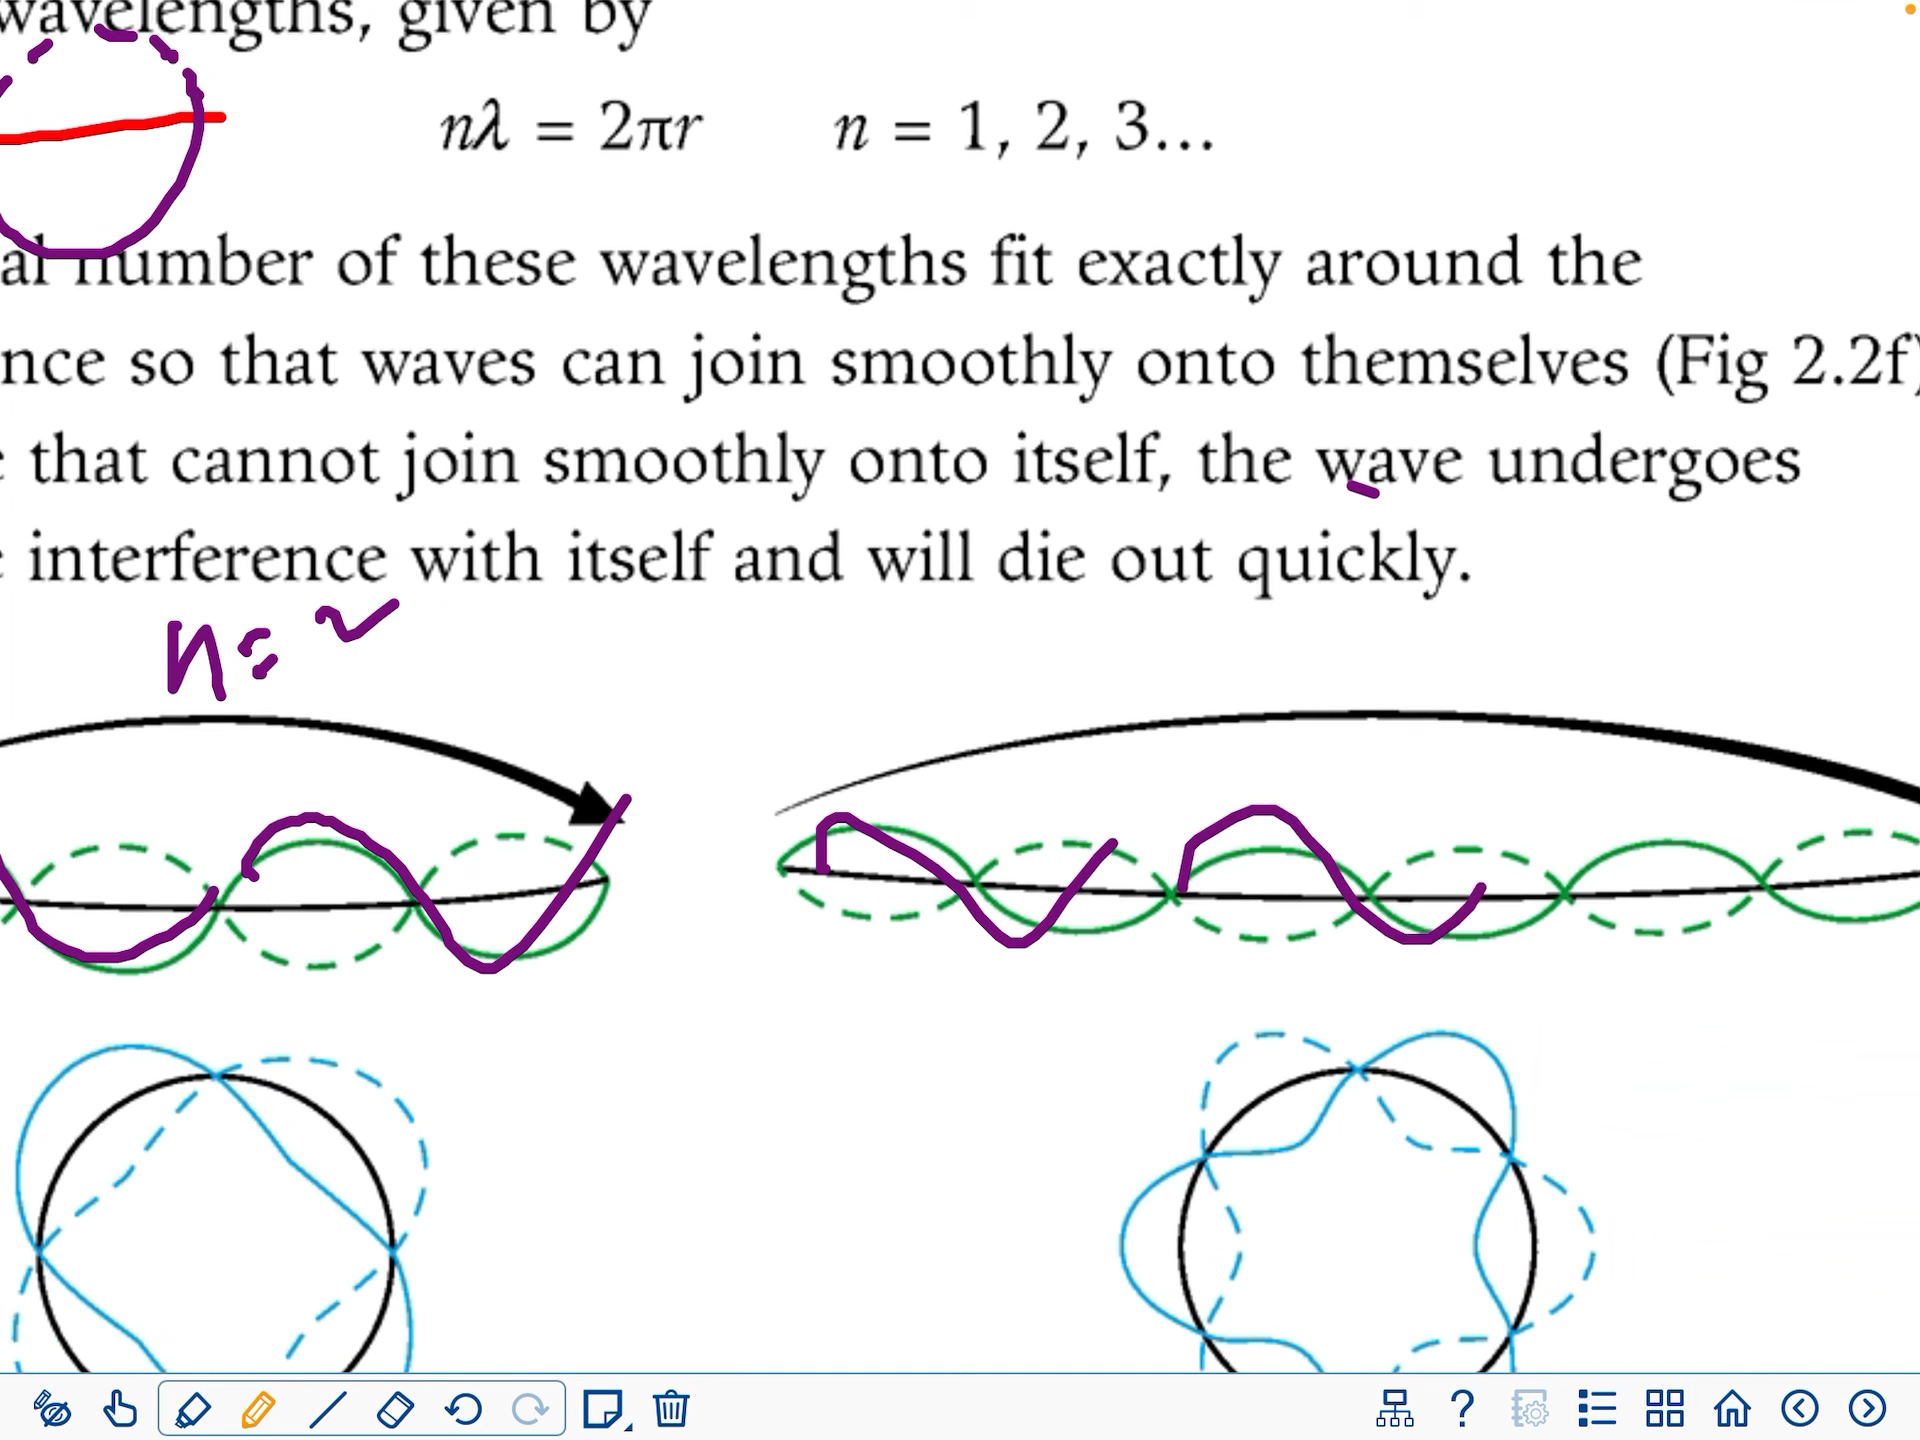 wavelengths, given by
nλ = 2πr n = 1, 2, 3...
al number of these wavelengths fit exactly around the
nce so that waves can join smoothly onto themselves (Fig 2.2f)
that cannot join smoothly onto itself, the wave undergoes
interference with itself and will die out quickly.
n = 2
?